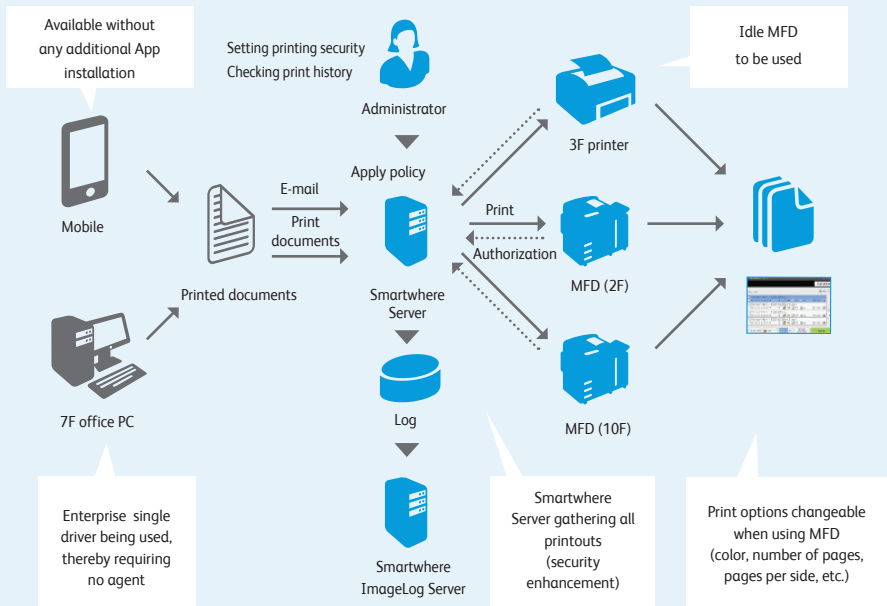 Available without
any additional App
installation
Setting printing security
Checking print history
Administrator
Idle MFD
to be used
3F printer
Apply policy
Mobile
E-mail
Print
documents
Print
Authorization
MFD (2F)
Printed documents
Smartwhere
Server
7F office PC
Log
MFD (10F)
Enterprise single
driver being used,
thereby requiring
no agent
Smartwhere
ImageLog Server
Smartwhere
Server gathering all
printouts
(security
enhancement)
Print options changeable
when using MFD
(color, number of pages,
pages per side, etc.)